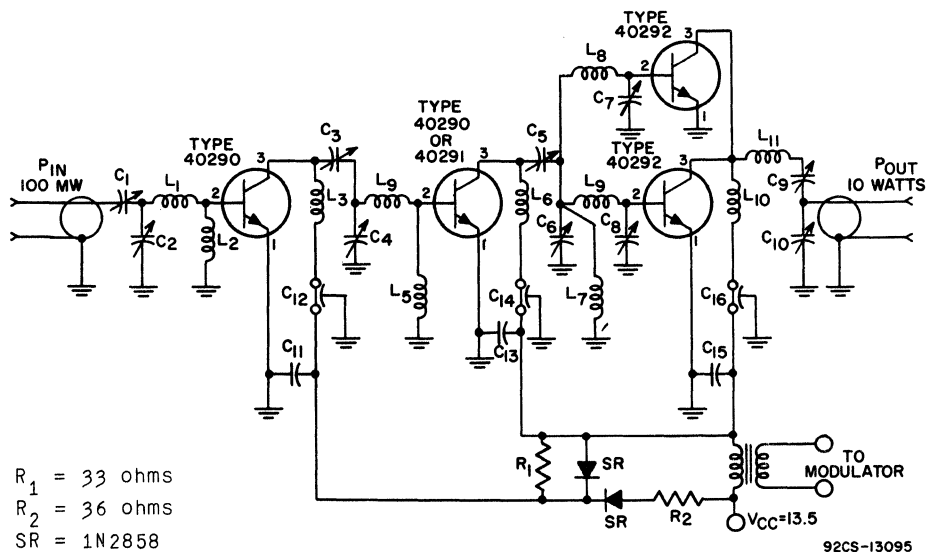 TYPE
40292
3
L8
2
C7
1
TYPE
40290
OR
40291
C5
3
TYPE
40290
3
C3
TYPE
40292
3
L11
PIN
100 MW
C1
L1
2
L3
L9
2
L6
L9
2
L10
C9
POUT
10 WATTS
C2
L2
1
C4
1
C6
C8
1
C10
L5
L7
C12
C14
C16
C11
C13
C15
R1
SR
SR
R2
TO
MODULATOR
VCC=13.5
R1 = 33 ohms
R2 = 36 ohms
SR = 1N2858
92CS-13095